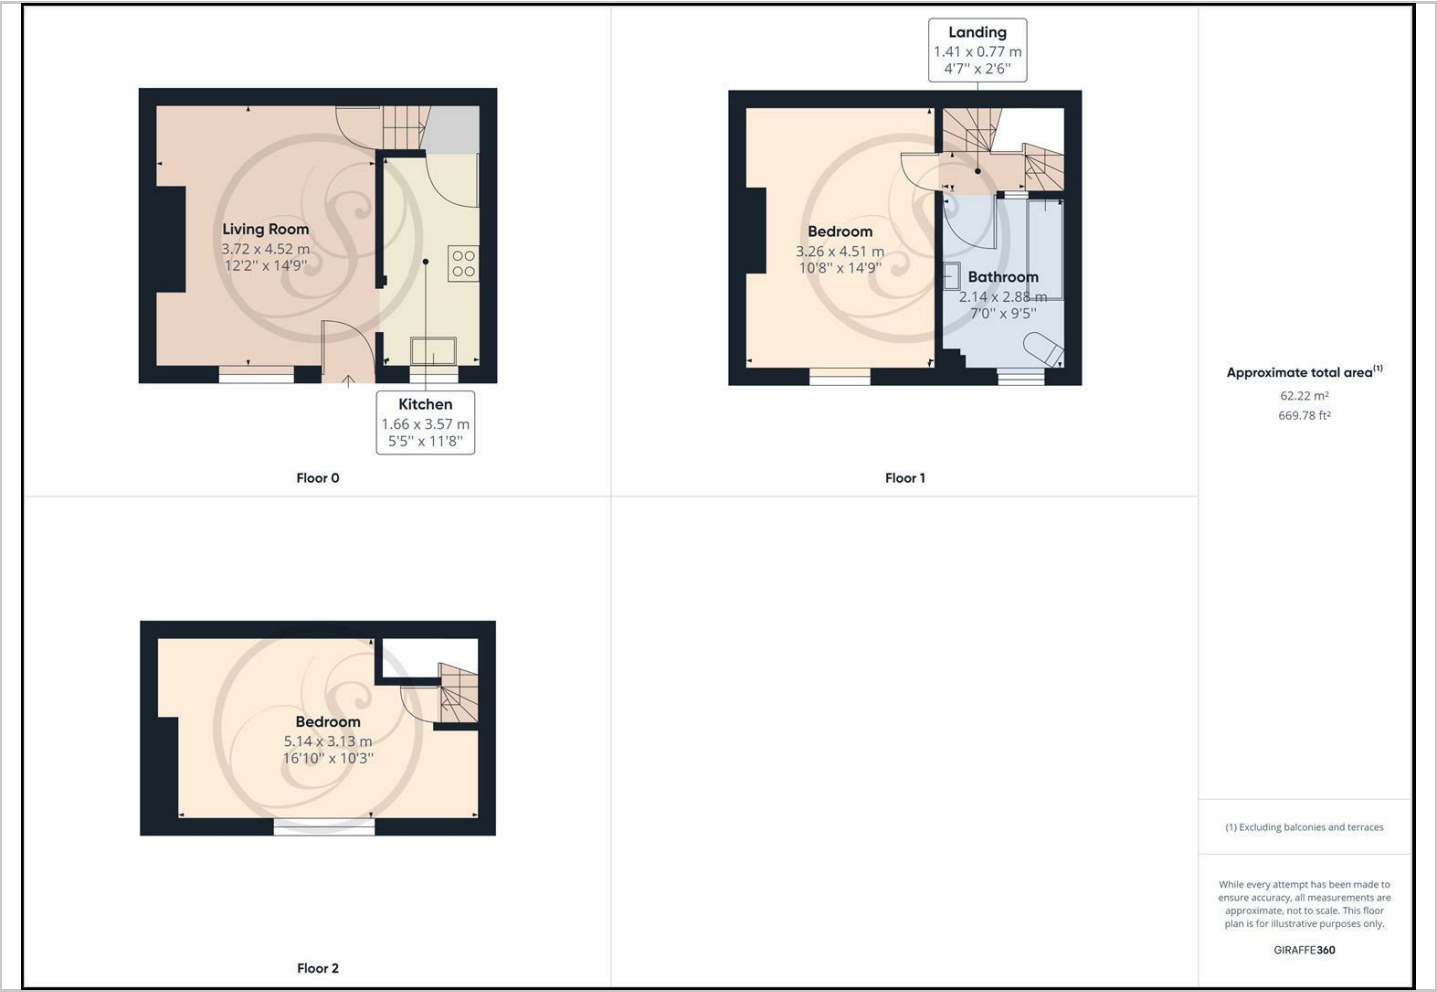 Landing
1.41 x 0.77 m
4'7" x 2'6"
Living Room
3.72 x 4.52 m
12'2" x 14'9"
Bedroom
3.26 x 4.51 m
10'8" x 14'9"
Bathroom
2.14 x 2.88 m
7'0" x 9'5"
Kitchen
1.66 x 3.57 m
5'5" x 11'8"
Floor 0
Floor 1
Bedroom
5.14 x 3.13 m
16'10" x 10'3"
Floor 2
Approximate total area(1)
62.22 m²
669.78 ft²
(1) Excluding balconies and terraces
While every attempt has been made to
ensure accuracy, all measurements are
approximate, not to scale. This floor
plan is for illustrative purposes only.
GIRAFFE360